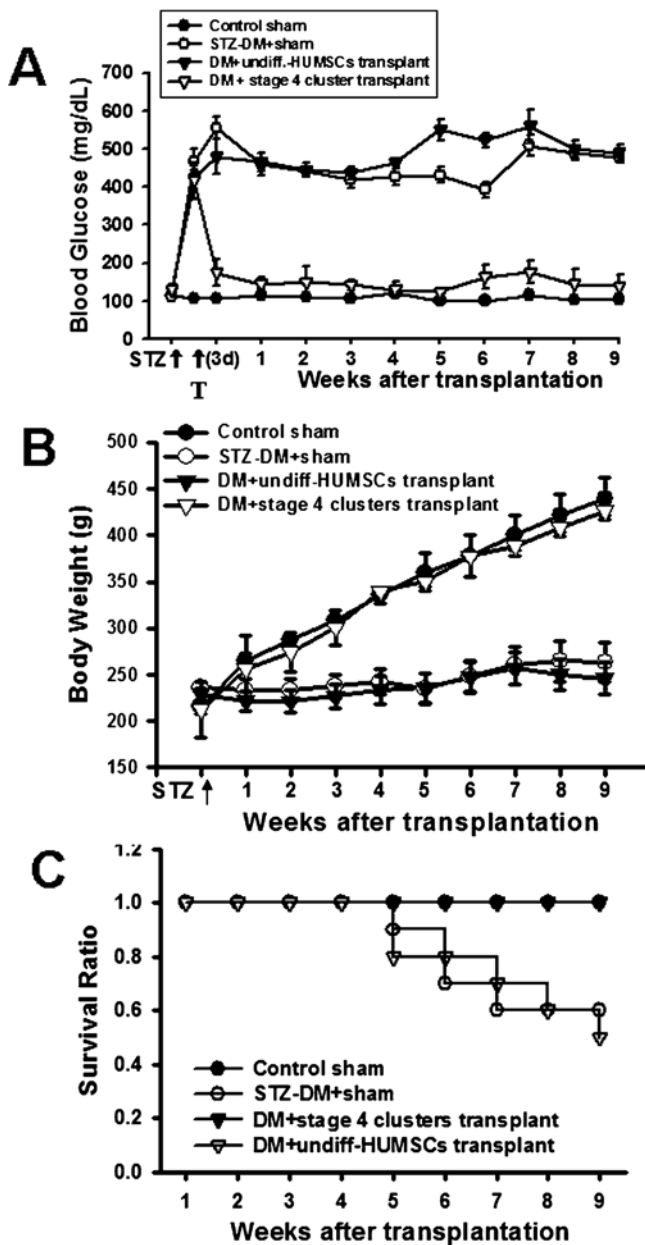 A
Control sham
STZ-DM+sham
DM+undiff.-HUMSCs transplant
DM+ stage 4 cluster transplant
Blood Glucose (mg/dL)
700
600
500
400
300
200
100
0
STZ↑ ↑(3d) 1 2 3 4 5 6 7 8 9
T
Weeks after transplantation
B
Control sham
STZ-DM+sham
DM+undiff-HUMSCs transplant
DM+stage 4 clusters transplant
Body Weight (g)
500
450
400
350
300
250
200
150
STZ ↑ 1 2 3 4 5 6 7 8 9
Weeks after transplantation
C
Survival Ratio
1.2
1.0
0.8
0.6
0.4
0.2
0.0
Control sham
STZ-DM+sham
DM+stage 4 clusters transplant
DM+undiff-HUMSCs transplant
1 2 3 4 5 6 7 8 9
Weeks after transplantation